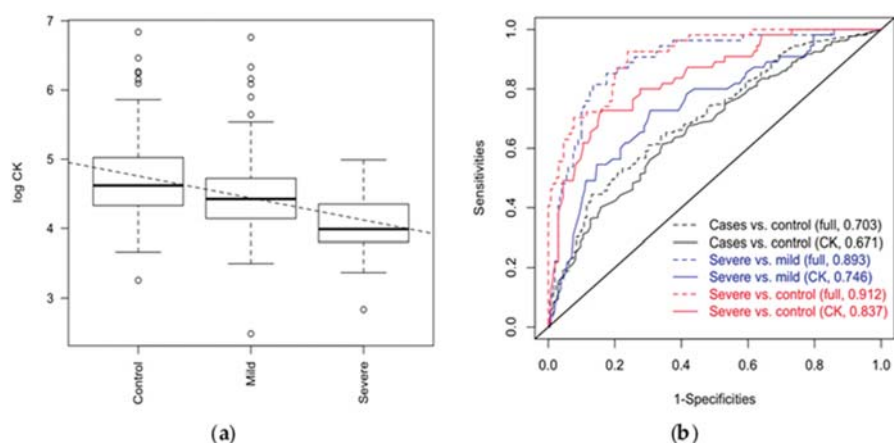 7
6
5
4
3
log CK
Control
Mild
Severe
(a)
1.0
0.8
0.6
0.4
0.2
0.0
Sensitivities
Cases vs. control (full, 0.703)
Cases vs. control (CK, 0.671)
Severe vs. mild (full, 0.893)
Severe vs. mild (CK, 0.746)
Severe vs. control (full, 0.912)
Severe vs. control (CK, 0.837)
0.0 0.2 0.4 0.6 0.8 1.0
1-Specificities
(b)